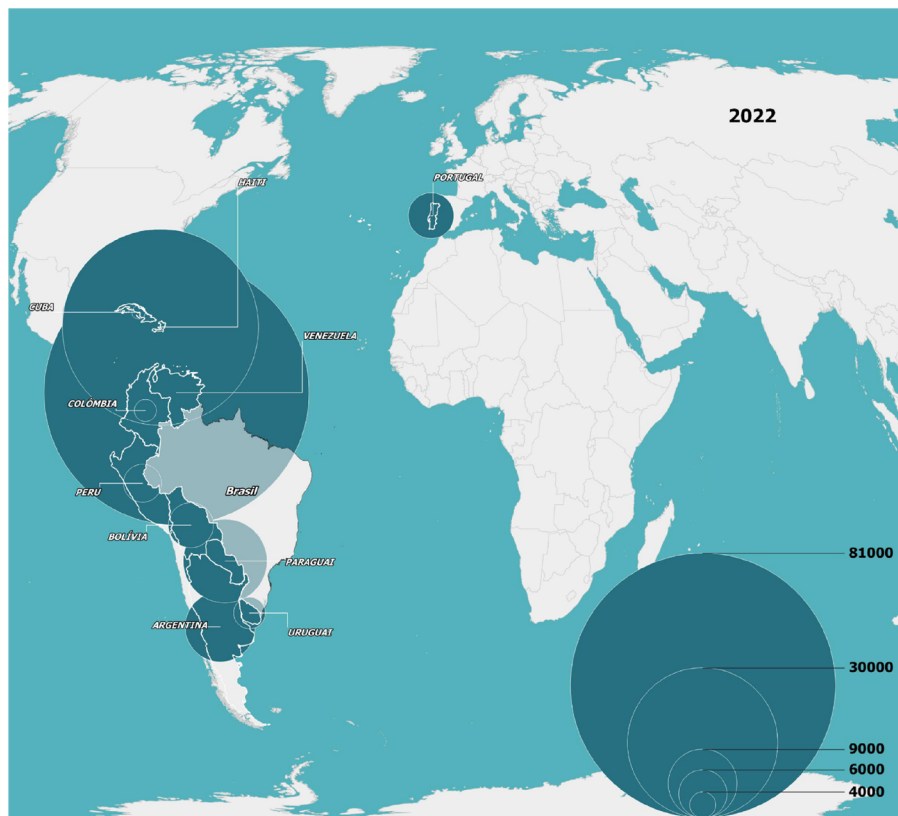 2022
PORTUGAL
HAITI
CUBA
VENEZUELA
COLÔMBIA
PERU
Brasil
BOLÍVIA
PARAGUAI
ARGENTINA
URUGUAI
81000
30000
9000
6000
4000